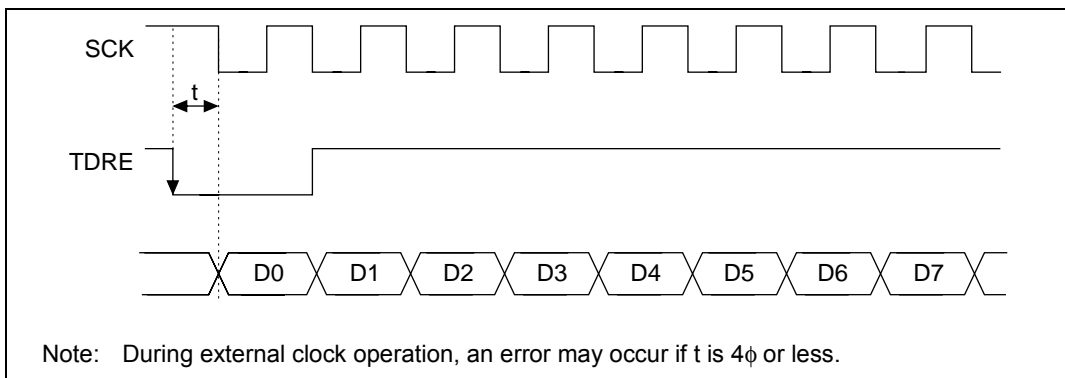 SCK
t
TDRE
D0 D1 D2 D3 D4 D5 D6 D7
Note: During external clock operation, an error may occur if t is 4ϕ or less.